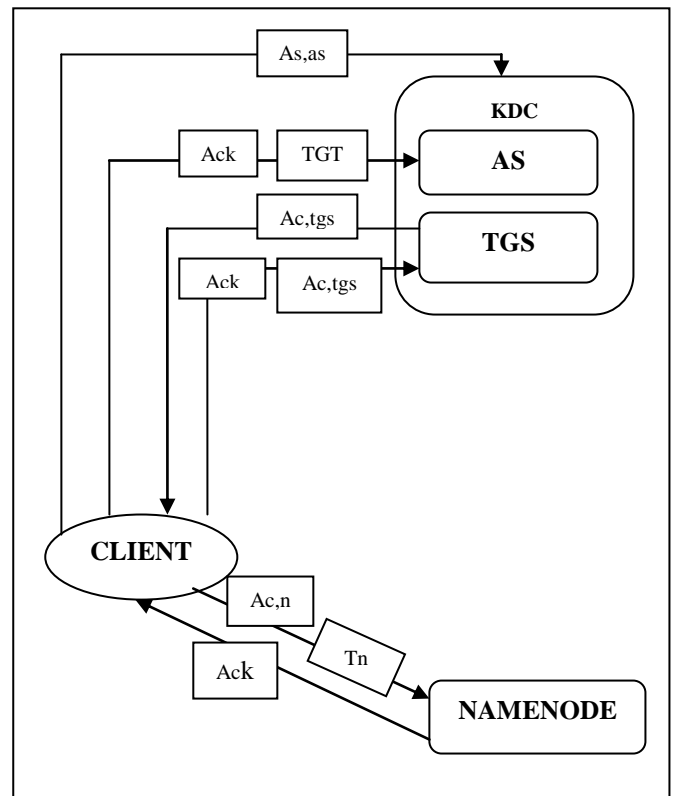 As,as
KDC
Ack
TGT
AS
Ac,tgs
TGS
Ack
Ac,tgs
CLIENT
Ac,n
Tn
Ack
NAMENODE